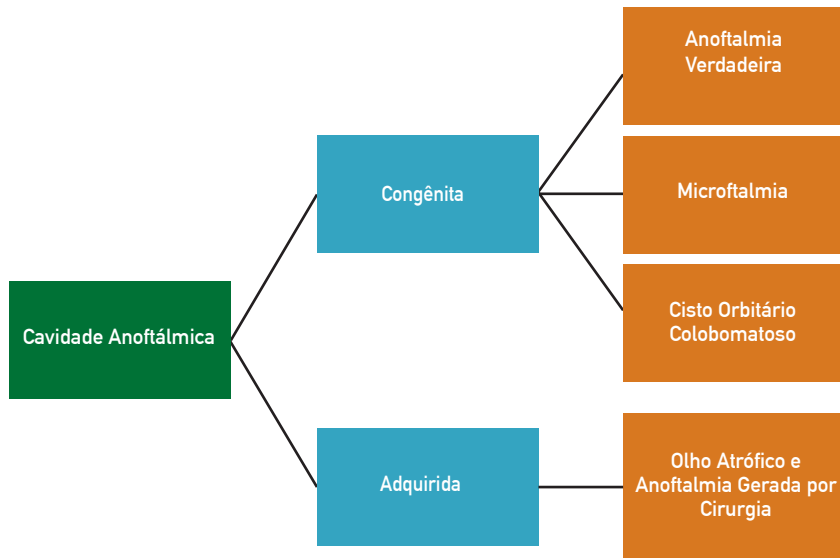 Cavidade Anoftálmica
Congênita
Anoftalmia
Verdadeira
Microftalmia
Cisto Orbitário
Colobomatoso
Adquirida
Olho Atrófico e
Anoftalmia Gerada por
Cirurgia